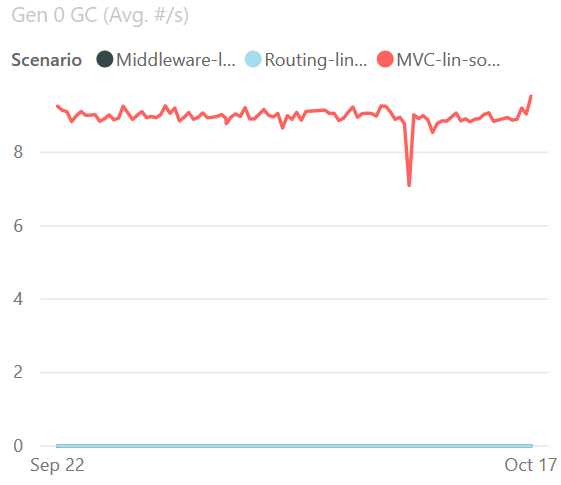 Gen 0 GC (Avg. #/s)
Scenario Middleware-l... Routing-lin... MVC-lin-so...
8
6
4
2
0
Sep 22 Oct 17